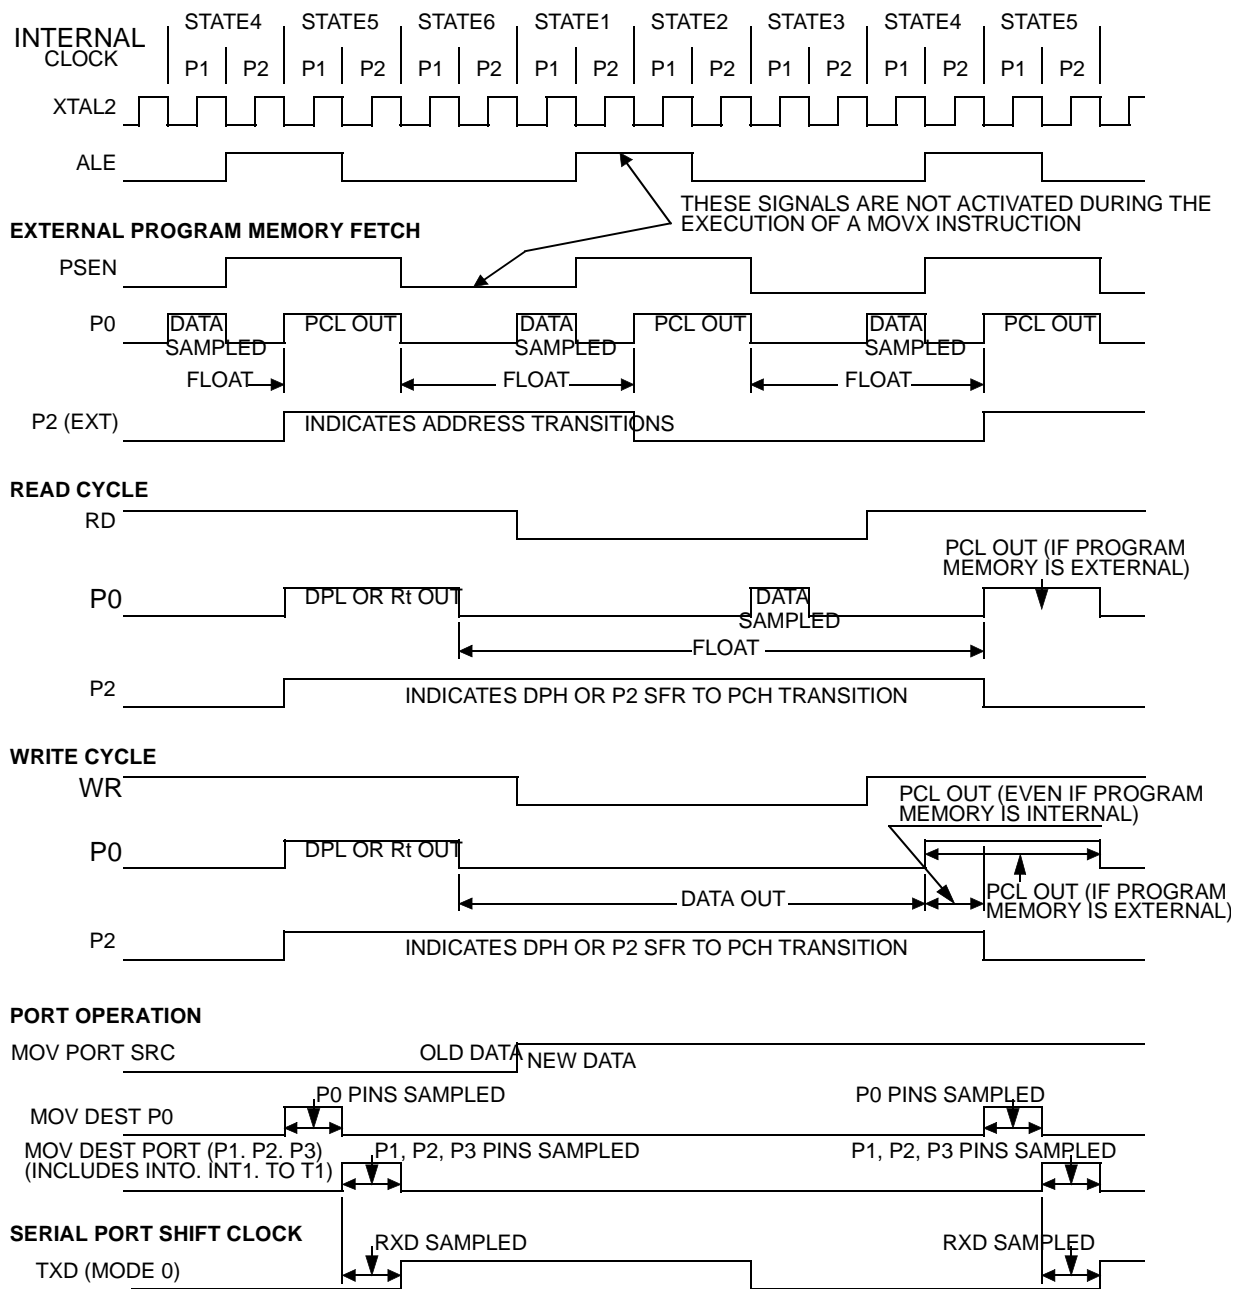 STATE4 STATE5 STATE6 STATE1 STATE2 STATE3 STATE4 STATE5
INTERNAL
CLOCK
P1 P2 P1 P2 P1 P2 P1 P2 P1 P2 P1 P2 P1 P2 P1 P2
XTAL2
ALE
THESE SIGNALS ARE NOT ACTIVATED DURING THE
EXECUTION OF A MOVX INSTRUCTION
EXTERNAL PROGRAM MEMORY FETCH
PSEN
P0 DATA PCL OUT DATA PCL OUT DATA PCL OUT
SAMPLED SAMPLED SAMPLED
FLOAT FLOAT FLOAT
P2 (EXT) INDICATES ADDRESS TRANSITIONS
READ CYCLE
RD
PCL OUT (IF PROGRAM
MEMORY IS EXTERNAL)
P0 DPL OR Rt OUT DATA
SAMPLED
FLOAT
P2 INDICATES DPH OR P2 SFR TO PCH TRANSITION
WRITE CYCLE
WR
PCL OUT (EVEN IF PROGRAM
MEMORY IS INTERNAL)
P0 DPL OR Rt OUT
DATA OUT
PCL OUT (IF PROGRAM
MEMORY IS EXTERNAL)
P2 INDICATES DPH OR P2 SFR TO PCH TRANSITION
PORT OPERATION
MOV PORT SRC OLD DATA NEW DATA
P0 PINS SAMPLED P0 PINS SAMPLED
MOV DEST P0
MOV DEST PORT (P1. P2. P3) P1, P2, P3 PINS SAMPLED P1, P2, P3 PINS SAMPLED
(INCLUDES INTO. INT1. TO T1)
SERIAL PORT SHIFT CLOCK RXD SAMPLED RXD SAMPLED
TXD (MODE 0)